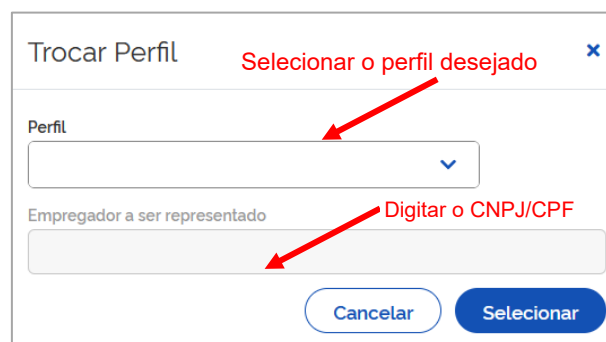 Trocar Perfil
Selecionar o perfil desejado
×
Perfil
Empregador a ser representado
Digitar o CNPJ/CPF
Cancelar
Selecionar